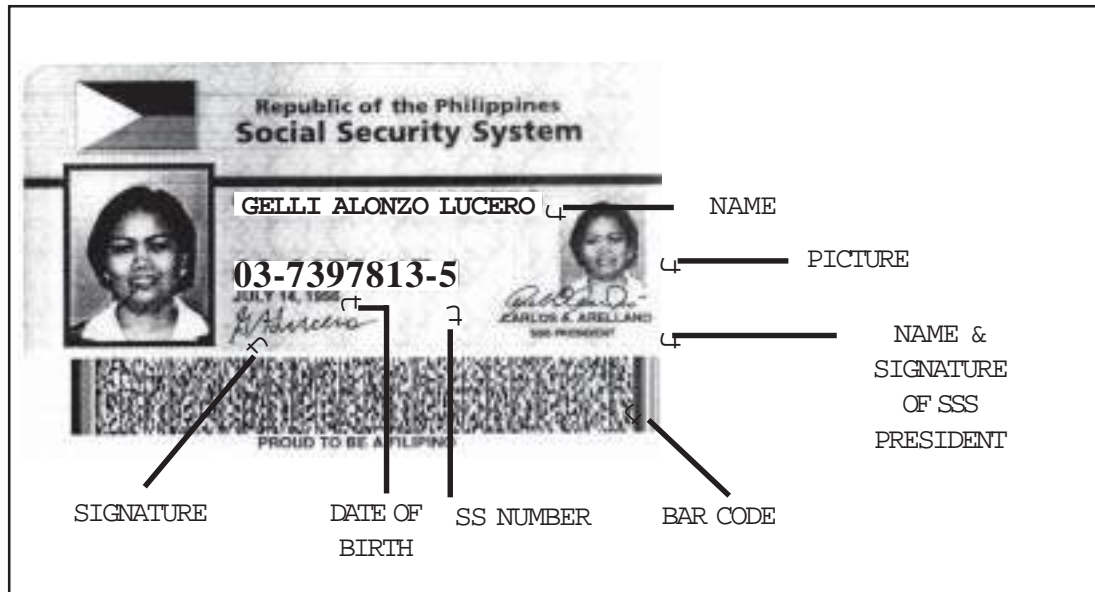 Republic of the Philippines
Social Security System
GELLI ALONZO LUCERO
NAME
03-7397813-5
PICTURE
JULY 14,
CARLOS A. ARELLANO
SSS PRESIDENT
NAME &
SIGNATURE
OF SSS
PRESIDENT
PROUD TO BE A FILIPINO
SIGNATURE
DATE OF
BIRTH
SS NUMBER
BAR CODE